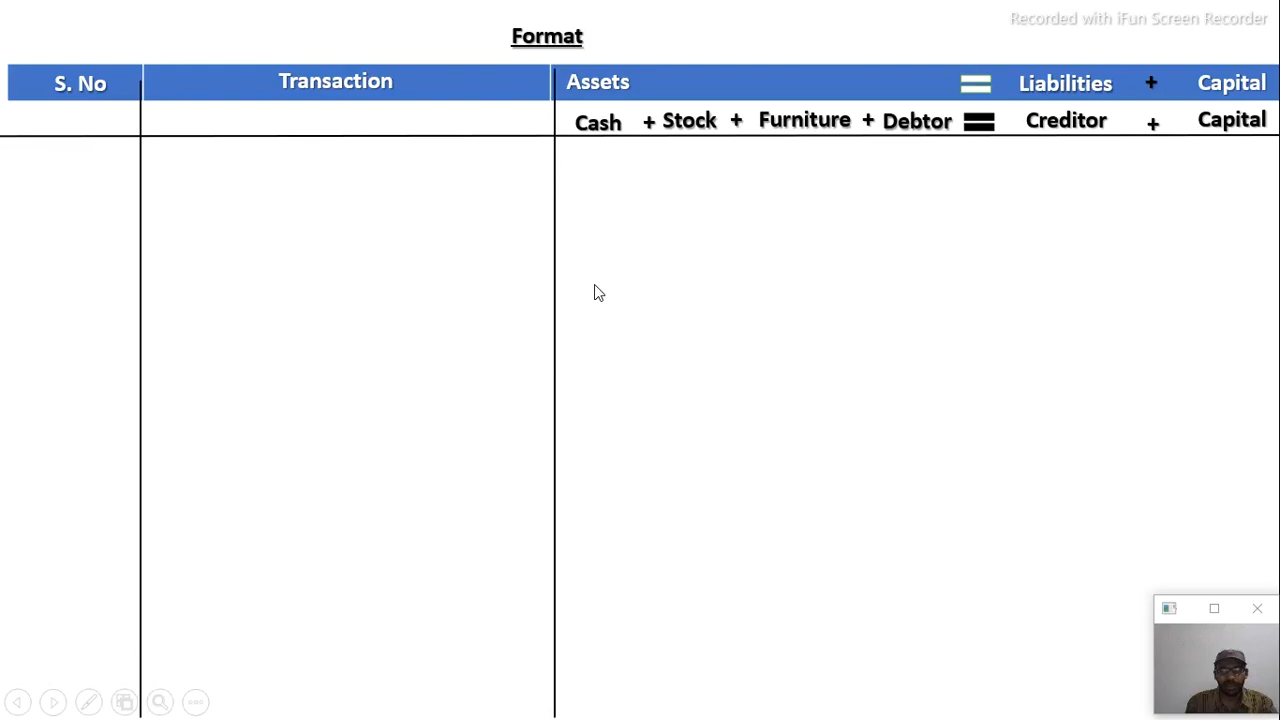 Recorded with iFun Screen Recorder
Format
S. No Transaction Assets = Liabilities + Capital
Cash + Stock + Furniture + Debtor = Creditor + Capital